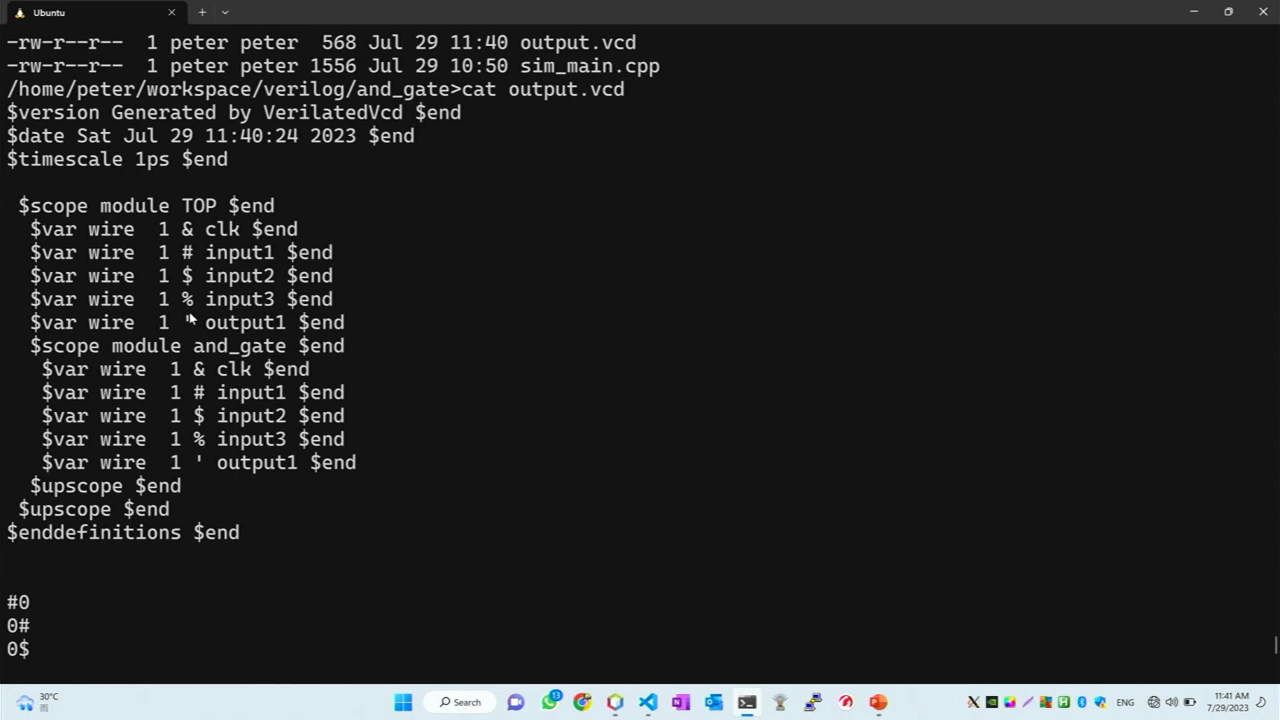 Ubuntu
-rw-r--r--  1 peter peter  568 Jul 29 11:40 output.vcd
-rw-r--r--  1 peter peter 1556 Jul 29 10:50 sim_main.cpp
/home/peter/workspace/verilog/and_gate>cat output.vcd
$version Generated by VerilatedVcd $end
$date Sat Jul 29 11:40:24 2023 $end
$timescale 1ps $end
$scope module TOP $end
$var wire  1 & clk $end
$var wire  1 # input1 $end
$var wire  1 $ input2 $end
$var wire  1 % input3 $end
$var wire  1 ' output1 $end
$scope module and_gate $end
$var wire  1 & clk $end
$var wire  1 # input1 $end
$var wire  1 $ input2 $end
$var wire  1 % input3 $end
$var wire  1 ' output1 $end
$upscope $end
$upscope $end
$enddefinitions $end
#0
0#
0$
30°C
雨
Search
13
ENG
11:41 AM
7/29/2023